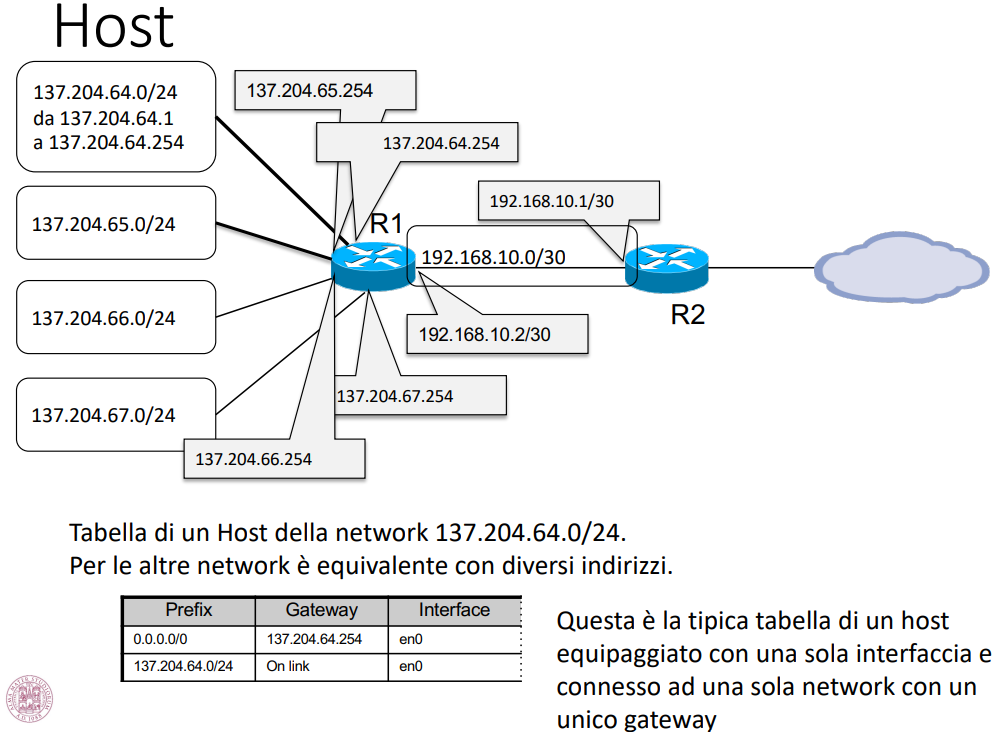 Host
137.204.64.0/24
da 137.204.64.1
a 137.204.64.254
137.204.65.0/24
137.204.66.0/24
137.204.67.0/24
137.204.65.254
137.204.64.254
R1
192.168.10.1/30
192.168.10.0/30
R2
192.168.10.2/30
137.204.67.254
137.204.66.254
Tabella di un Host della network 137.204.64.0/24.
Per le altre network è equivalente con diversi indirizzi.
Prefix Gateway Interface
0.0.0.0/0 137.204.64.254 en0
137.204.64.0/24 On link en0
Questa è la tipica tabella di un host
equipaggiato con una sola interfaccia e
connesso ad una sola network con un
unico gateway